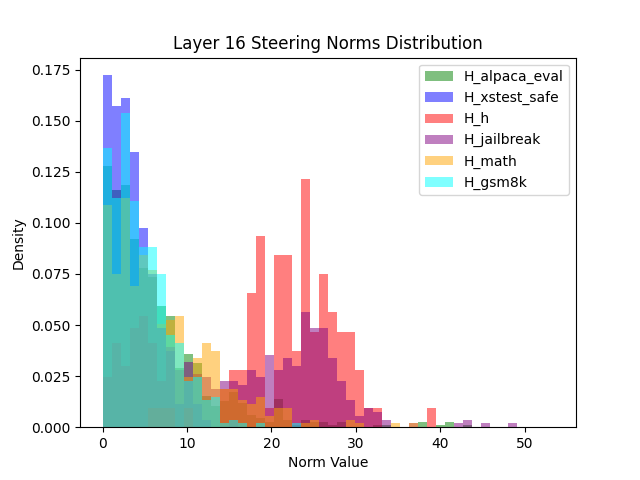 Layer 16 Steering Norms Distribution
0.175
0.150
0.125
0.100
0.075
0.050
0.025
0.000
Density
H_alpaca_eval
H_xstest_safe
H_h
H_jailbreak
H_math
H_gsm8k
0 10 20 30 40 50
Norm Value